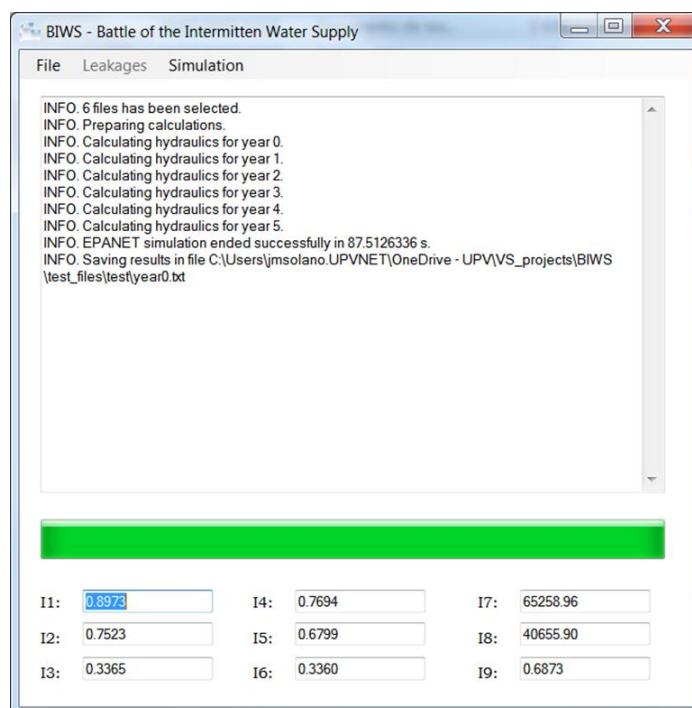 BIWS - Battle of the Intermitten Water Supply
File Leakages Simulation
INFO. 6 files has been selected.
INFO. Preparing calculations.
INFO. Calculating hydraulics for year 0.
INFO. Calculating hydraulics for year 1.
INFO. Calculating hydraulics for year 2.
INFO. Calculating hydraulics for year 3.
INFO. Calculating hydraulics for year 4.
INFO. Calculating hydraulics for year 5.
INFO. EPANET simulation ended successfully in 87.5126336 s.
INFO. Saving results in file C:\Users\jmsolano.UPVNET\OneDrive - UPV\VS_projects\BIWS
\test_files\test\year0.txt
I1: 0.8973 I4: 0.7694 I7: 65258.96
I2: 0.7523 I5: 0.6799 I8: 40655.90
I3: 0.3365 I6: 0.3360 I9: 0.6873